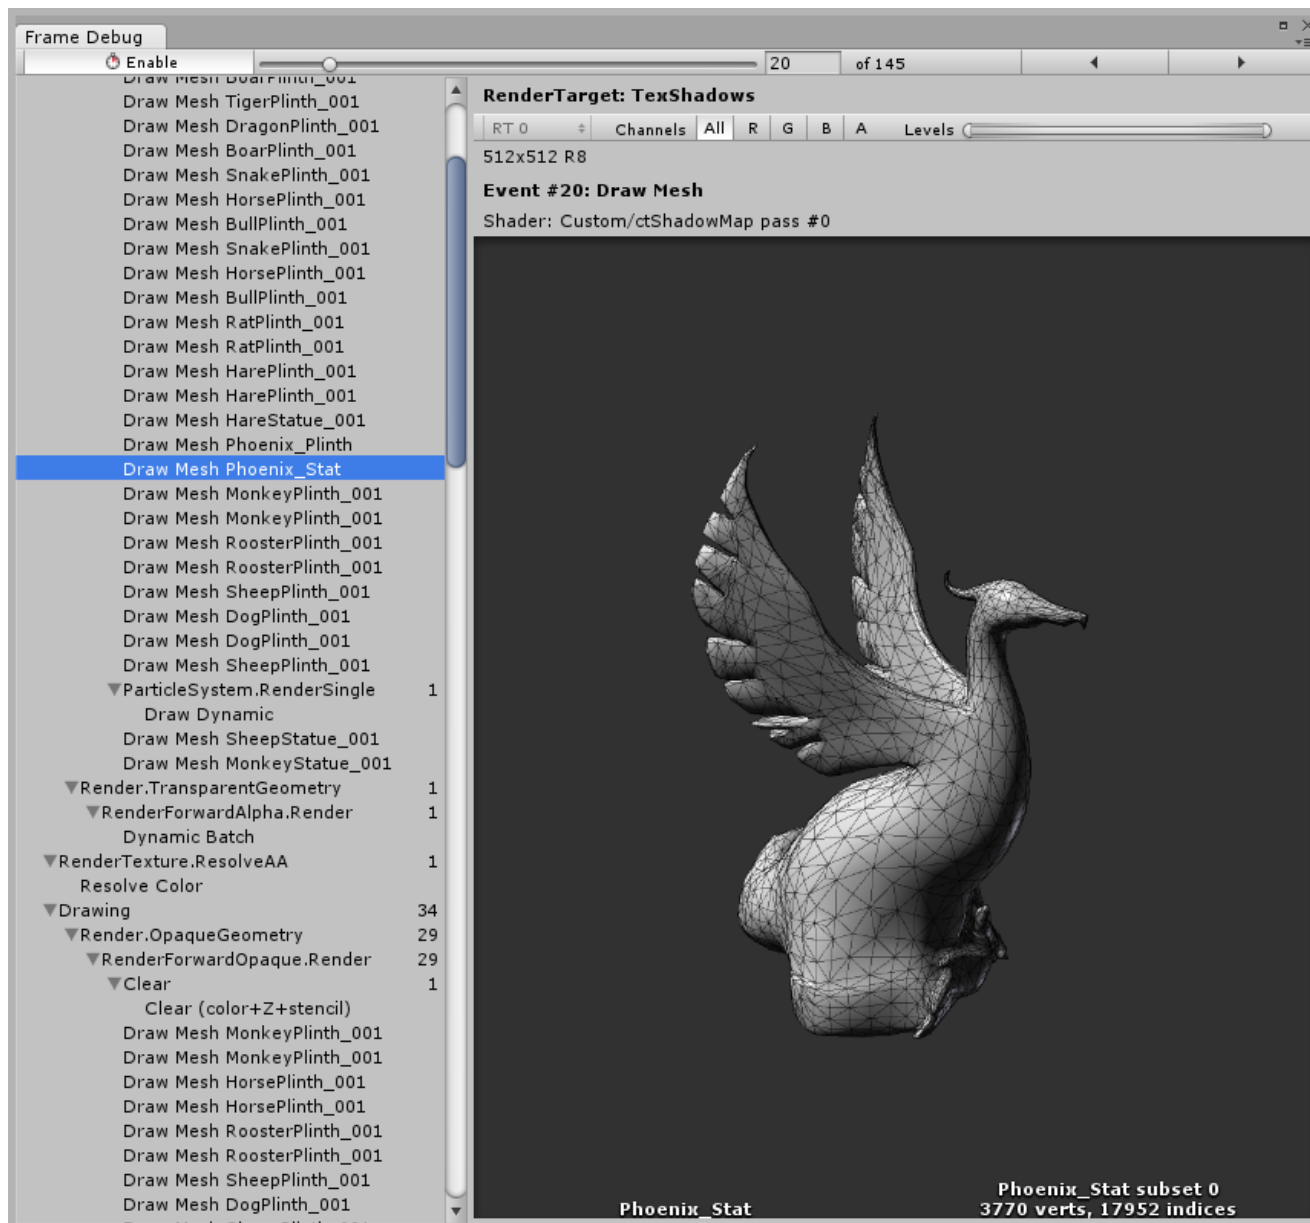 Frame Debug
Enable 20 of 145
Draw Mesh BoarPlinth_001
Draw Mesh TigerPlinth_001
Draw Mesh DragonPlinth_001
Draw Mesh BoarPlinth_001
Draw Mesh SnakePlinth_001
Draw Mesh HorsePlinth_001
Draw Mesh BullPlinth_001
Draw Mesh SnakePlinth_001
Draw Mesh HorsePlinth_001
Draw Mesh BullPlinth_001
Draw Mesh RatPlinth_001
Draw Mesh RatPlinth_001
Draw Mesh HarePlinth_001
Draw Mesh HarePlinth_001
Draw Mesh HareStatue_001
Draw Mesh Phoenix_Plinth
Draw Mesh Phoenix_Stat
Draw Mesh MonkeyPlinth_001
Draw Mesh MonkeyPlinth_001
Draw Mesh RoosterPlinth_001
Draw Mesh RoosterPlinth_001
Draw Mesh SheepPlinth_001
Draw Mesh DogPlinth_001
Draw Mesh DogPlinth_001
Draw Mesh SheepPlinth_001
ParticleSystem.RenderSingle 1
Draw Dynamic
Draw Mesh SheepStatue_001
Draw Mesh MonkeyStatue_001
Render.TransparentGeometry 1
RenderForwardAlpha.Render 1
Dynamic Batch
RenderTexture.ResolveAA 1
Resolve Color
Drawing 34
Render.OpaqueGeometry 29
RenderForwardOpaque.Render 29
Clear 1
Clear (color+Z+stencil)
Draw Mesh MonkeyPlinth_001
Draw Mesh MonkeyPlinth_001
Draw Mesh HorsePlinth_001
Draw Mesh HorsePlinth_001
Draw Mesh RoosterPlinth_001
Draw Mesh RoosterPlinth_001
Draw Mesh SheepPlinth_001
Draw Mesh DogPlinth_001
RenderTarget: TexShadows
RT 0 Channels All R G B A Levels
512x512 R8
Event #20: Draw Mesh
Shader: Custom/ctShadowMap pass #0
Phoenix_Stat
Phoenix_Stat subset 0
3770 verts, 17952 indices